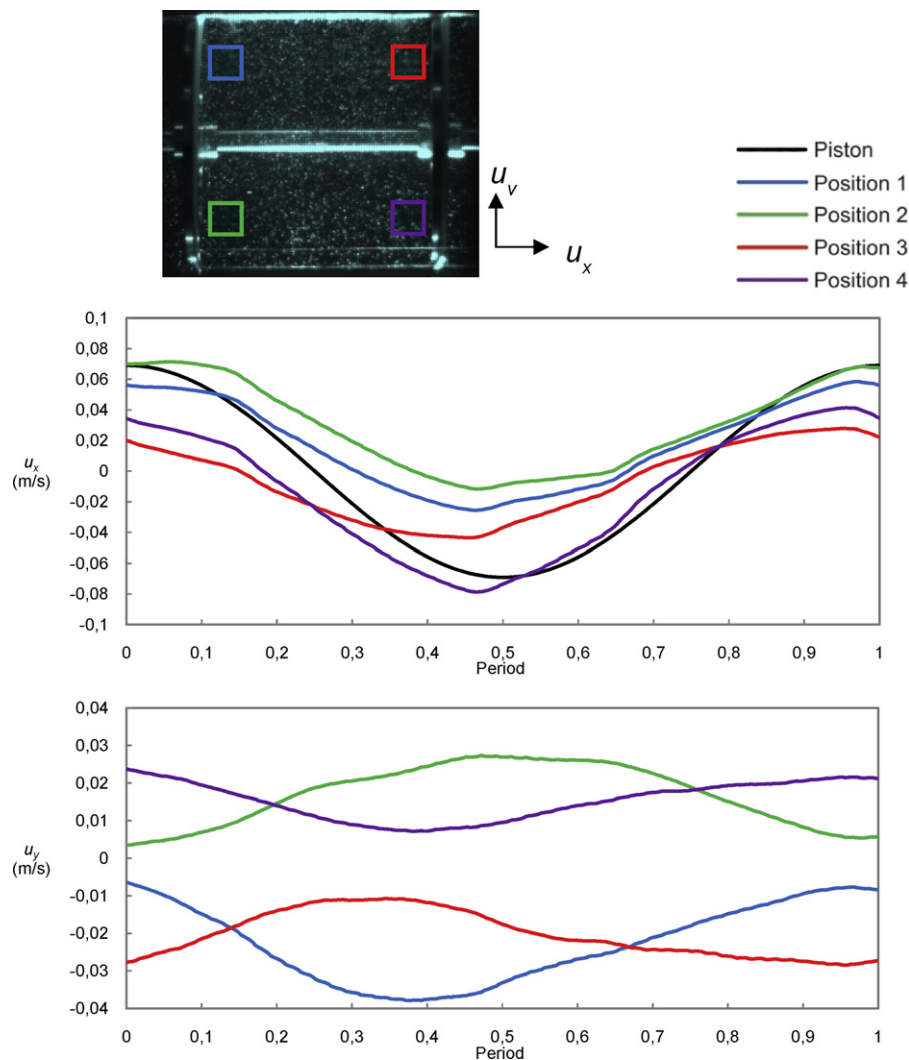 u_v
u_x
Piston
Position 1
Position 2
Position 3
Position 4
0,1
0,08
0,06
0,04
0,02
0
-0,02
-0,04
-0,06
-0,08
-0,1
u_x
(m/s)
0 0,1 0,2 0,3 0,4 0,5 0,6 0,7 0,8 0,9 1
Period
0,04
0,03
0,02
0,01
0
-0,01
-0,02
-0,03
-0,04
u_y
(m/s)
0 0,1 0,2 0,3 0,4 0,5 0,6 0,7 0,8 0,9 1
Period